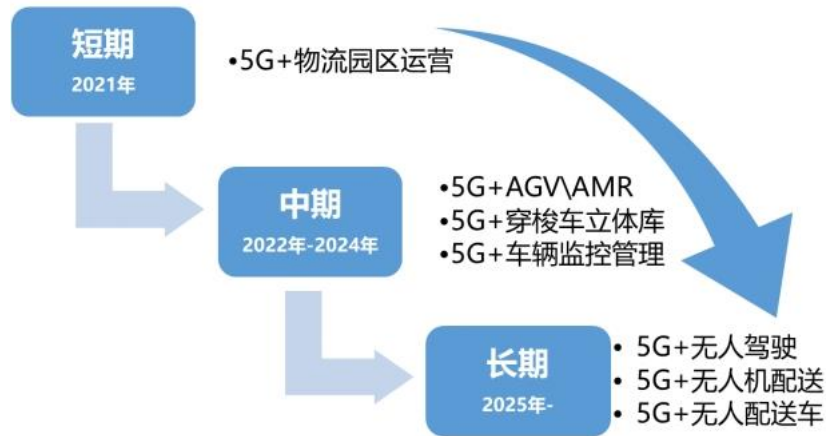 短期
2021年
•5G+物流园区运营
中期
2022年-2024年
•5G+AGV\AMR
•5G+穿梭车立体库
•5G+车辆监控管理
长期
2025年-
• 5G+无人驾驶
• 5G+无人机配送
• 5G+无人配送车